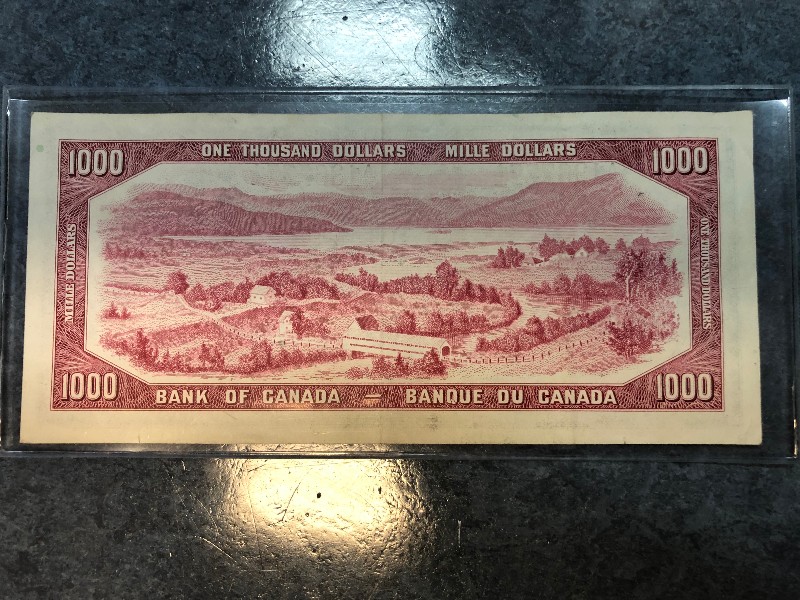 1000 ONE THOUSAND DOLLARS MILLE DOLLARS 1000
MILLE DOLLARS
ONE THOUSAND DOLLARS
1000 BANK OF CANADA — BANQUE DU CANADA 1000